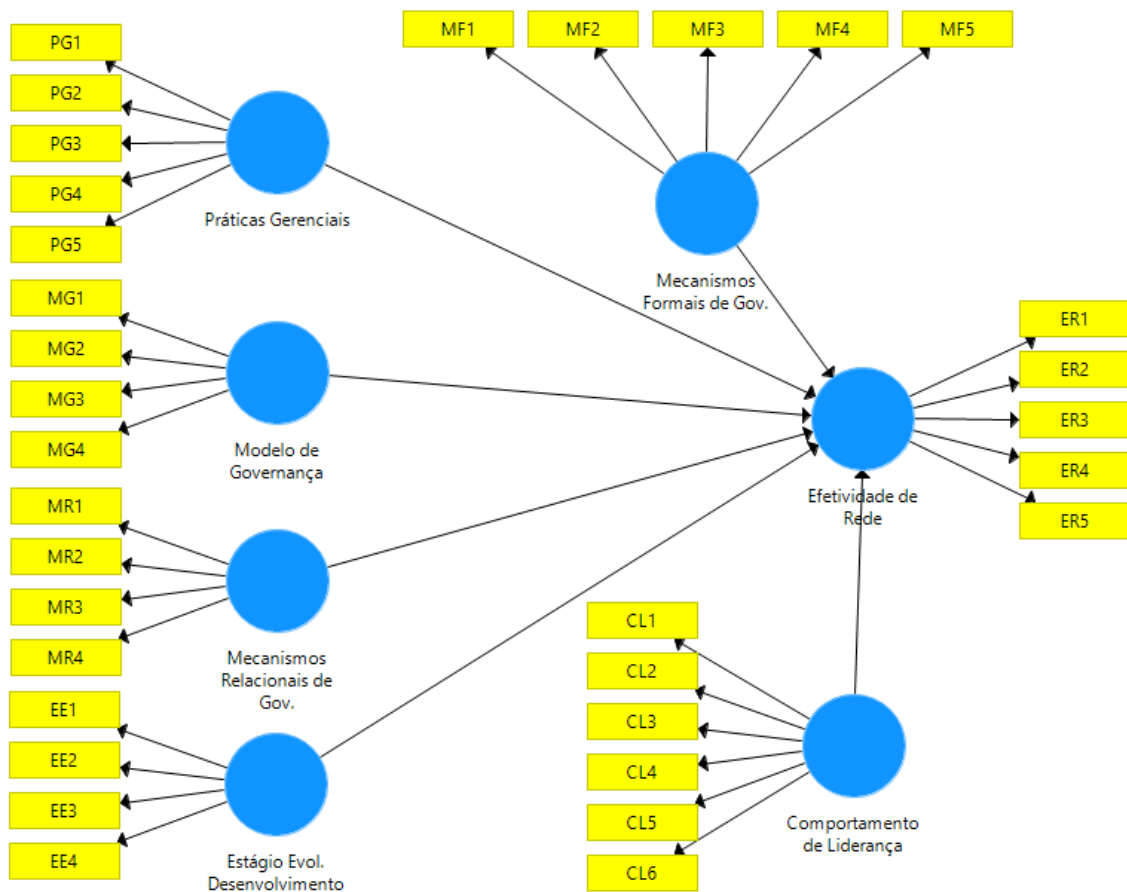 PG1
PG2
PG3
PG4
PG5
Práticas Gerenciais
MF1
MF2
MF3
MF4
MF5
Mecanismos
Formais de Gov.
MG1
MG2
MG3
MG4
Modelo de
Governança
ER1
ER2
ER3
ER4
ER5
Efetividade de
Rede
MR1
MR2
MR3
MR4
Mecanismos
Relacionais de
Gov.
CL1
CL2
CL3
CL4
CL5
CL6
Comportamento
de Liderança
EE1
EE2
EE3
EE4
Estágio Evol.
Desenvolvimento